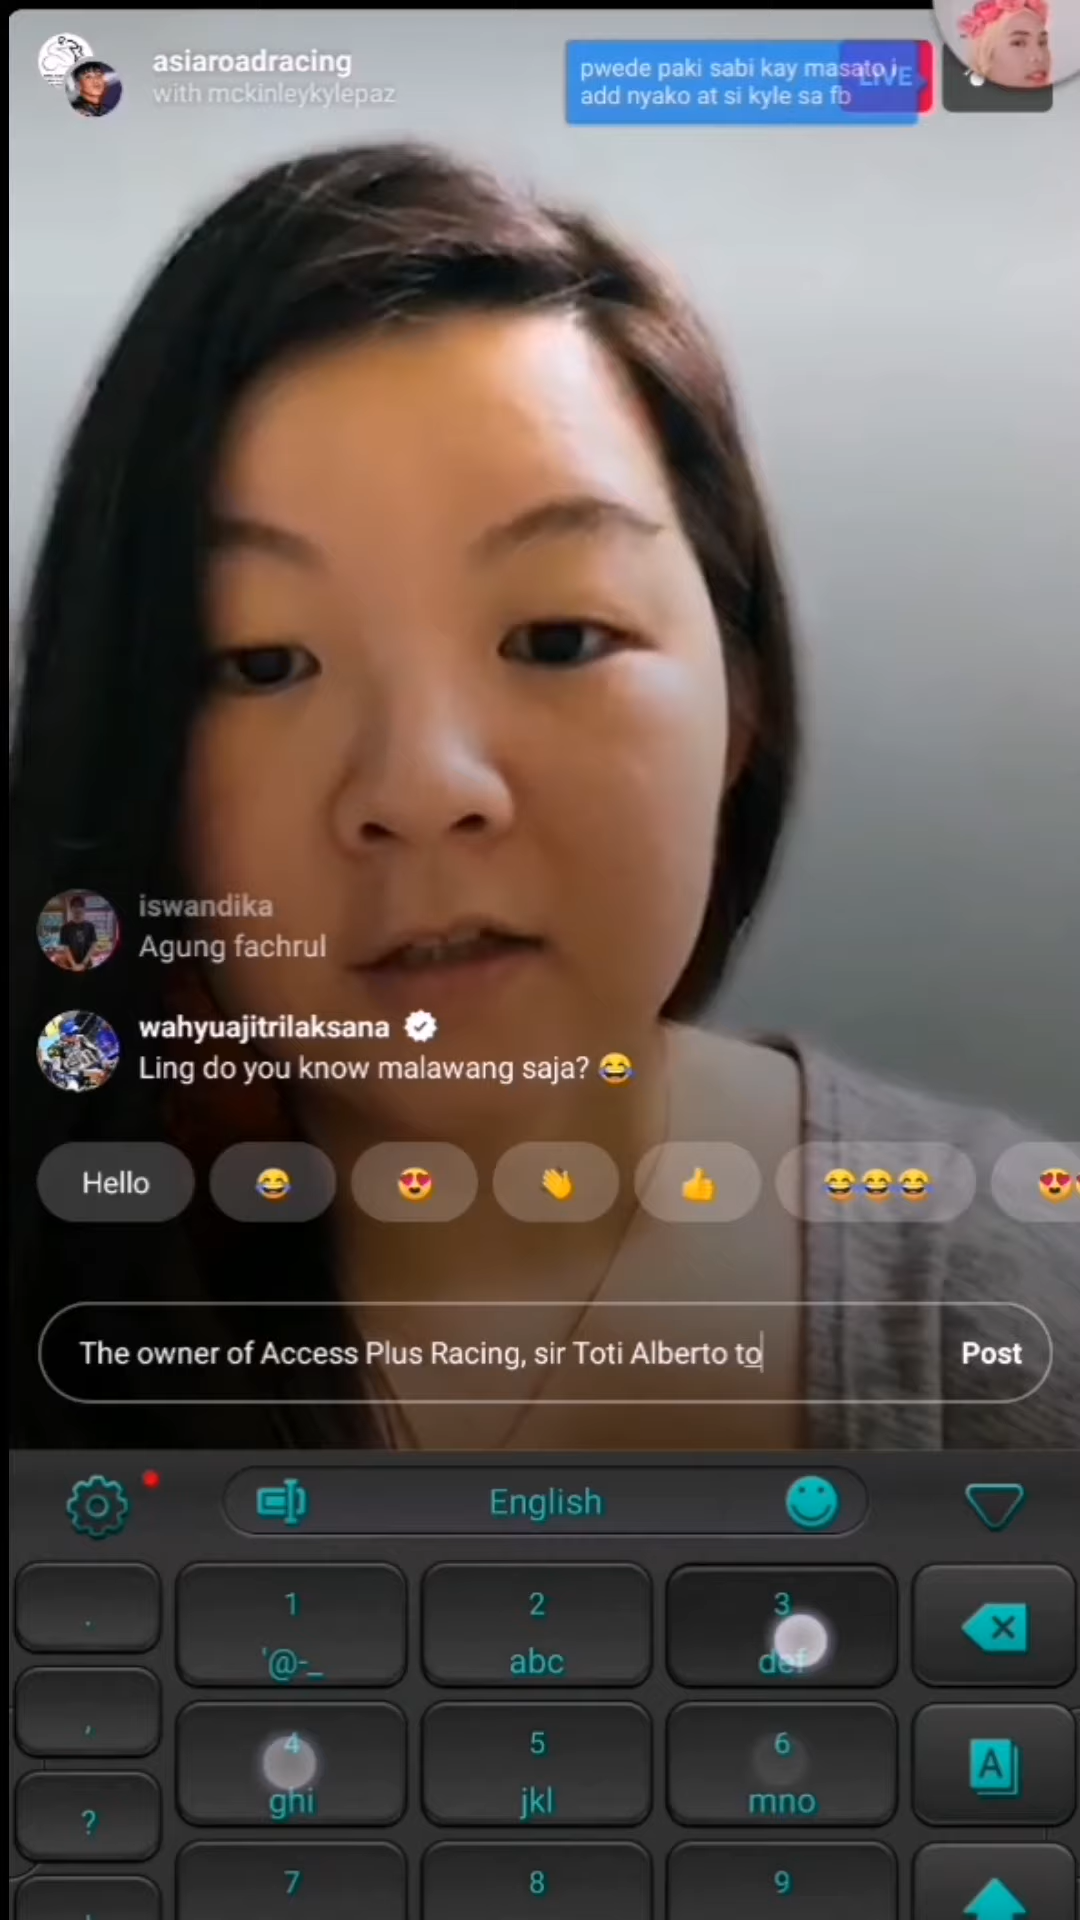 asiaroadracing
with mckinleykylepaz
pwede paki sabi kay masato i
add nyako at si kyle sa fb
LIVE
iswandika
Agung fachrul
wahyuajitrilaksana
Ling do you know malawang saja? 😂
Hello 😂 😍 👋 👍 😂😂😂 😍
The owner of Access Plus Racing, sir Toti Alberto to
Post
English
.
1
'@-_
2
abc
3
def
,
4
ghi
5
jkl
6
mno
A
?
7
8
9